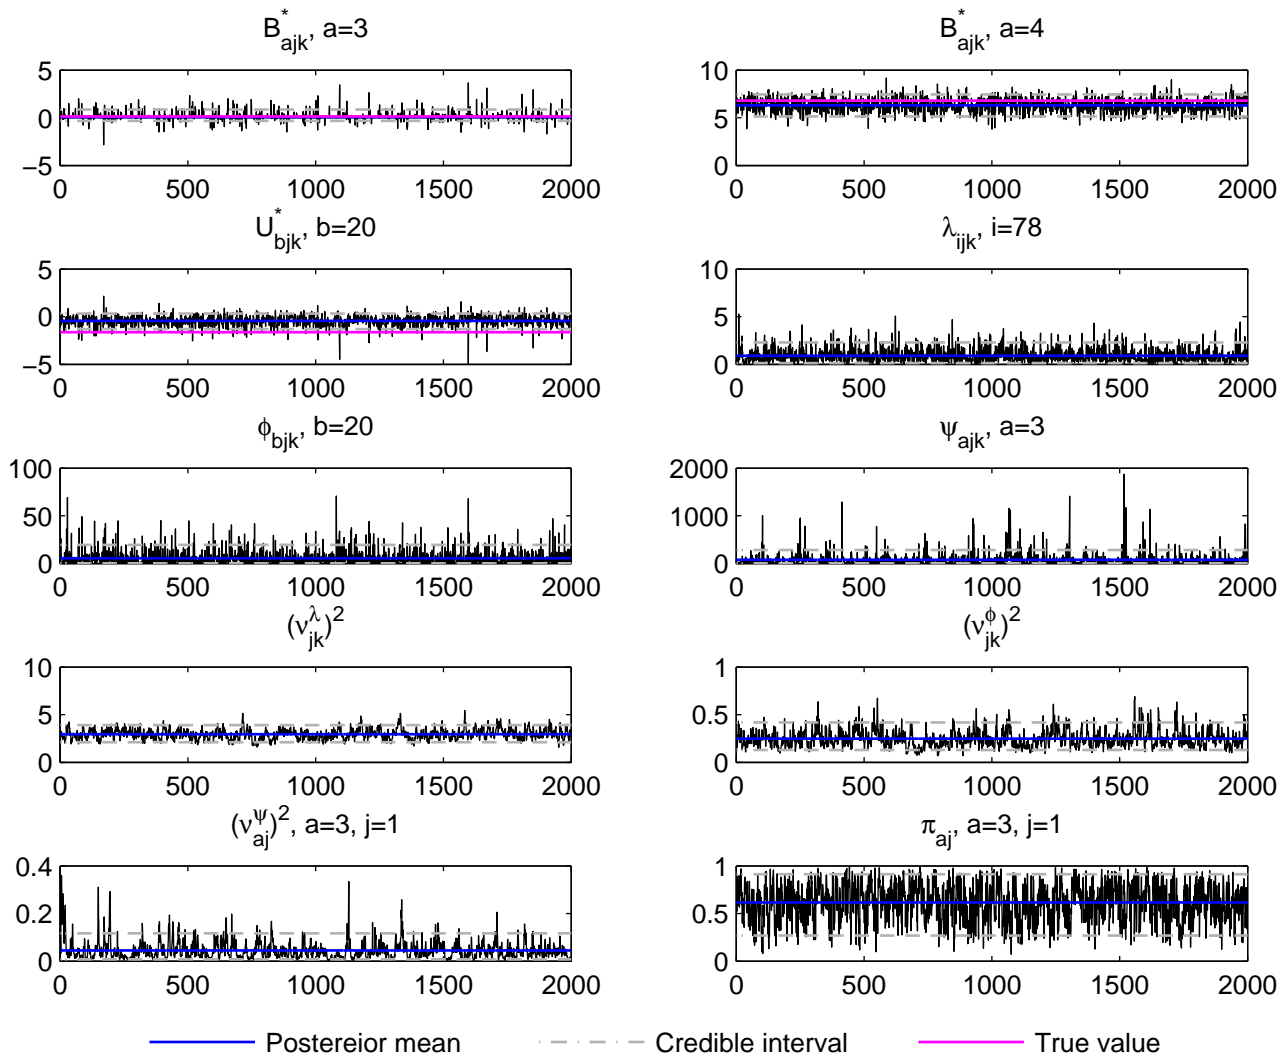 B*ajk, a=3
5
0
−5
0 500 1000 1500 2000
B*ajk, a=4
10
5
0
0 500 1000 1500 2000
U*bjk, b=20
5
0
−5
0 500 1000 1500 2000
λijk, i=78
10
5
0
0 500 1000 1500 2000
ϕbjk, b=20
100
50
0
0 500 1000 1500 2000
ψajk, a=3
2000
1000
0
0 500 1000 1500 2000
(νλjk)2
10
5
0
0 500 1000 1500 2000
(νϕjk)2
1
0.5
0
0 500 1000 1500 2000
(νψaj)2, a=3, j=1
0.4
0.2
0
0 500 1000 1500 2000
πaj, a=3, j=1
1
0.5
0
0 500 1000 1500 2000
Postereior mean Credible interval True value